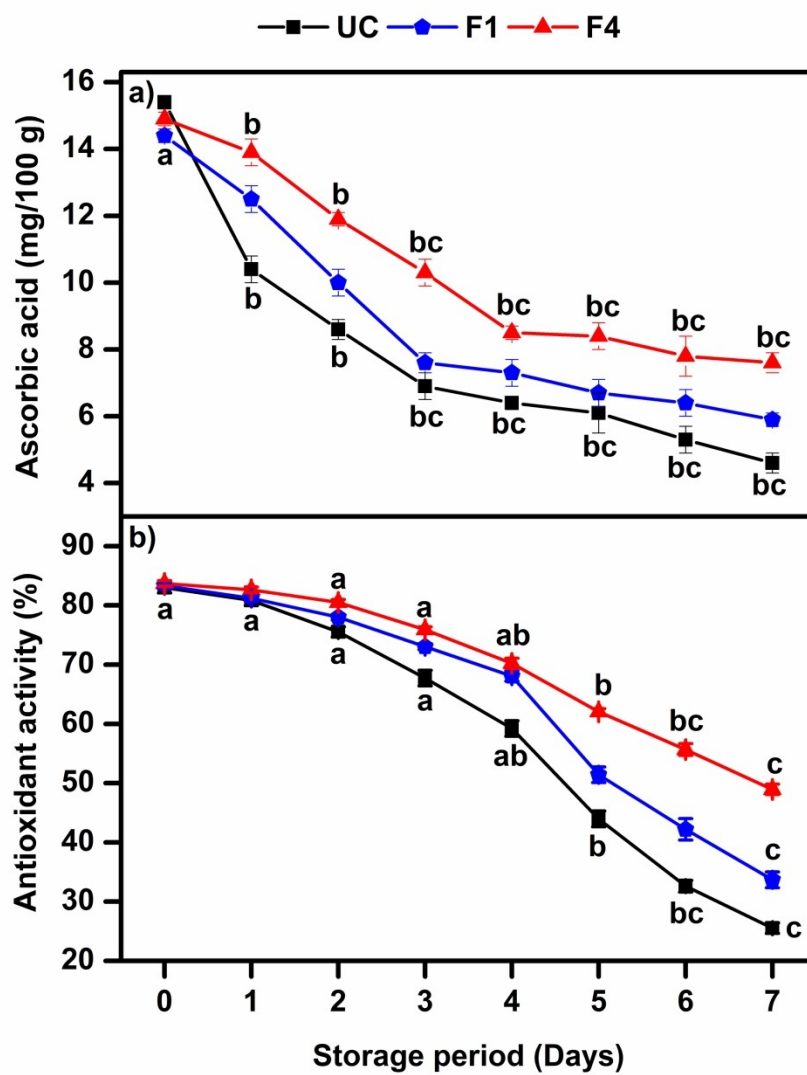 UC F1 F4
a)
16
14
12
10
8
6
4
Ascorbic acid (mg/100 g)
b b bc bc bc bc bc
a b b bc bc bc bc bc
b)
90
80
70
60
50
40
30
20
Antioxidant activity (%)
a a ab b bc c
c
a a a a ab b bc c
0 1 2 3 4 5 6 7
Storage period (Days)